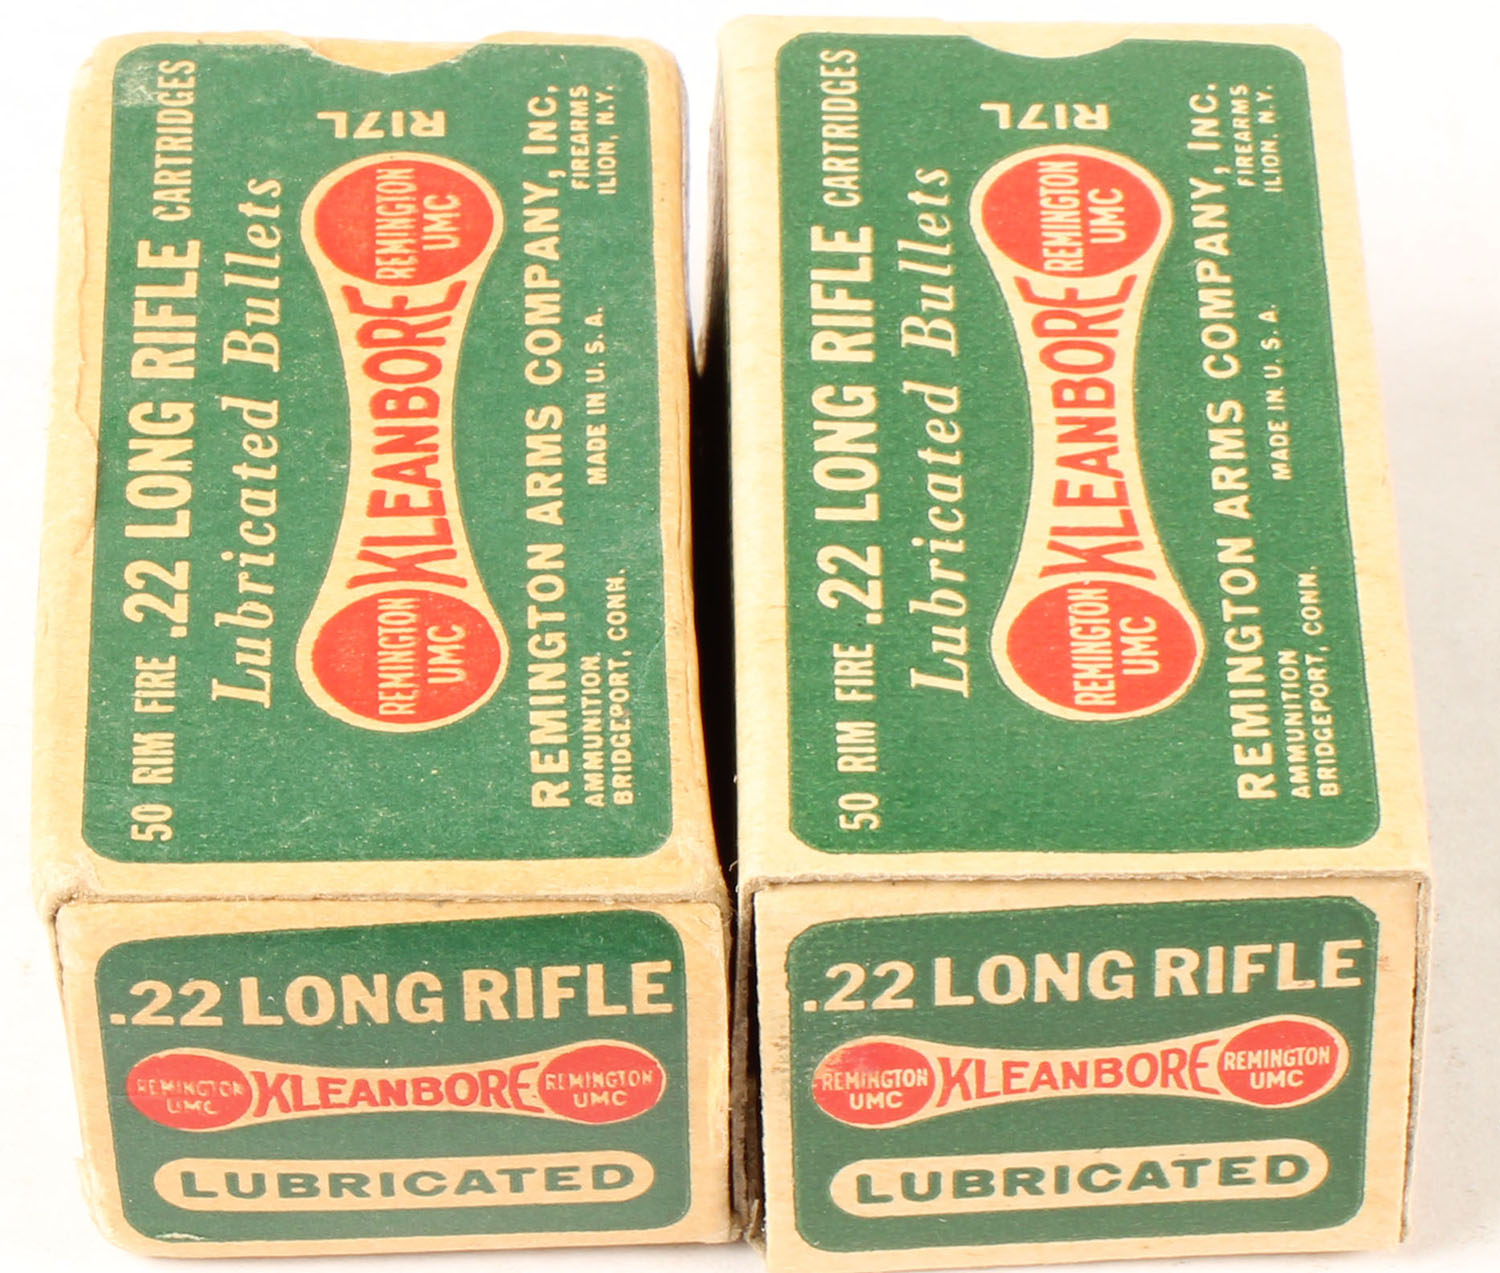 50 RIM FIRE .22 LONG RIFLE CARTRIDGES
Lubricated Bullets
REMINGTON
UMC
KLEANBORE
REMINGTON
UMC
R17L
REMINGTON ARMS COMPANY, INC,
AMMUNITION
BRIDGEPORT, CONN.
MADE IN U. S. A.
FIREARMS
ILION, N.Y.
.22 LONG RIFLE
REMINGTON
UMC
KLEANBORE
REMINGTON
UMC
LUBRICATED
50 RIM FIRE .22 LONG RIFLE CARTRIDGES
Lubricated Bullets
REMINGTON
UMC
KLEANBORE
REMINGTON
UMC
R17L
REMINGTON ARMS COMPANY, INC.
AMMUNITION
BRIDGEPORT, CONN.
MADE IN U. S. A.
FIREARMS
ILION, N.Y.
.22 LONG RIFLE
REMINGTON
UMC
KLEANBORE
REMINGTON
UMC
LUBRICATED